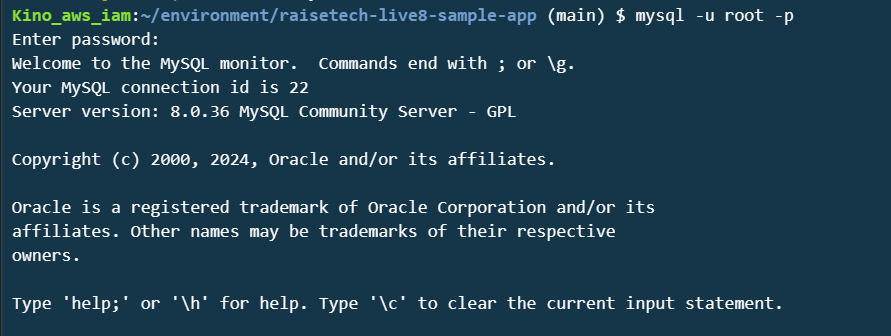 Kino_aws_iam:~/environment/raisetech-live8-sample-app (main) $ mysql -u root -p
Enter password:
Welcome to the MySQL monitor.  Commands end with ; or \g.
Your MySQL connection id is 22
Server version: 8.0.36 MySQL Community Server - GPL

Copyright (c) 2000, 2024, Oracle and/or its affiliates.

Oracle is a registered trademark of Oracle Corporation and/or its
affiliates. Other names may be trademarks of their respective
owners.

Type 'help;' or '\h' for help. Type '\c' to clear the current input statement.